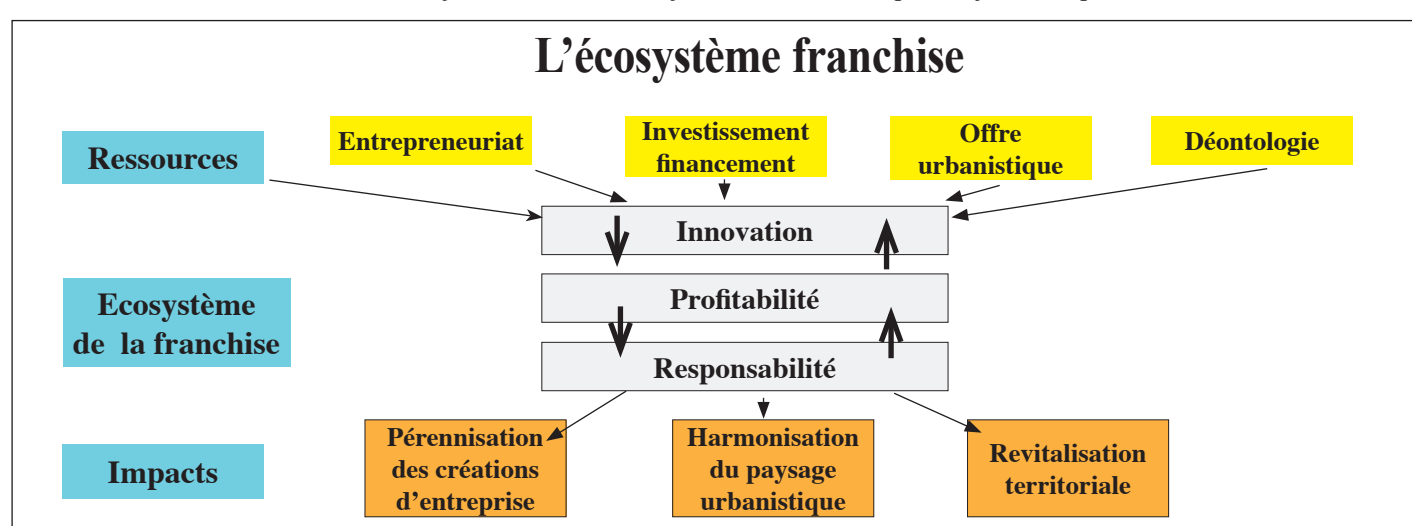 L’écosystème franchise
Ressources
Entrepreneuriat
Investissement
financement
Offre
urbanistique
Déontologie
Innovation
Ecosystème
de la franchise
Profitabilité
Responsabilité
Impacts
Pérennisation
des créations
d’entreprise
Harmonisation
du paysage
urbanistique
Revitalisation
territoriale